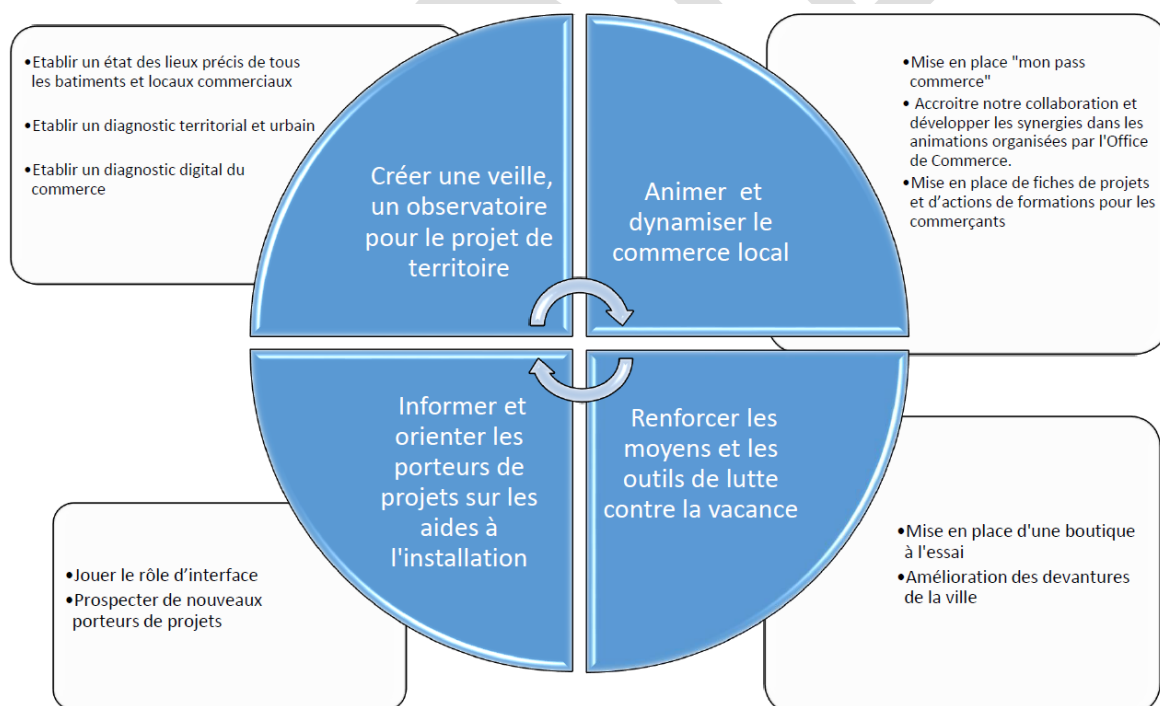 •Etablir un état des lieux précis de tous
les batiments et locaux commerciaux
•Etablir un diagnostic territorial et urbain
•Etablir un diagnostic digital du
commerce
Créer une veille,
un observatoire
pour le projet de
territoire
Animer et
dynamiser le
commerce local
•Mise en place "mon pass
commerce"
• Accroitre notre collaboration et
développer les synergies dans les
animations organisées par l'Office
de Commerce.
•Mise en place de fiches de projets
et d’actions de formations pour les
commerçants
Informer et
orienter les
porteurs de
projets sur les
aides à
l'installation
Renforcer les
moyens et les
outils de lutte
contre la vacance
•Jouer le rôle d’interface
•Prospecter de nouveaux
porteurs de projets
•Mise en place d'une boutique
à l'essai
•Amélioration des devantures
de la ville